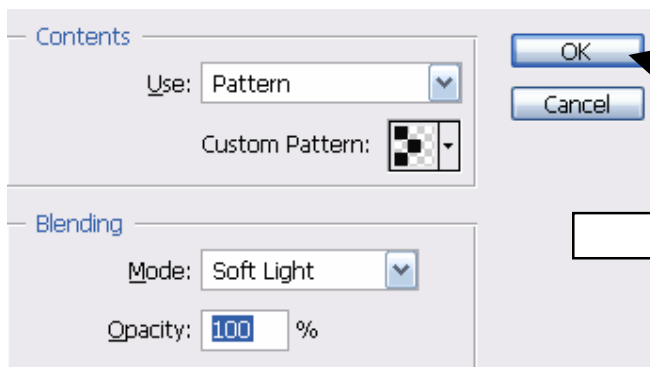 Contents
OK
Use: Pattern
Cancel
Custom Pattern:
Blending
Mode: Soft Light
Opacity: 100 %